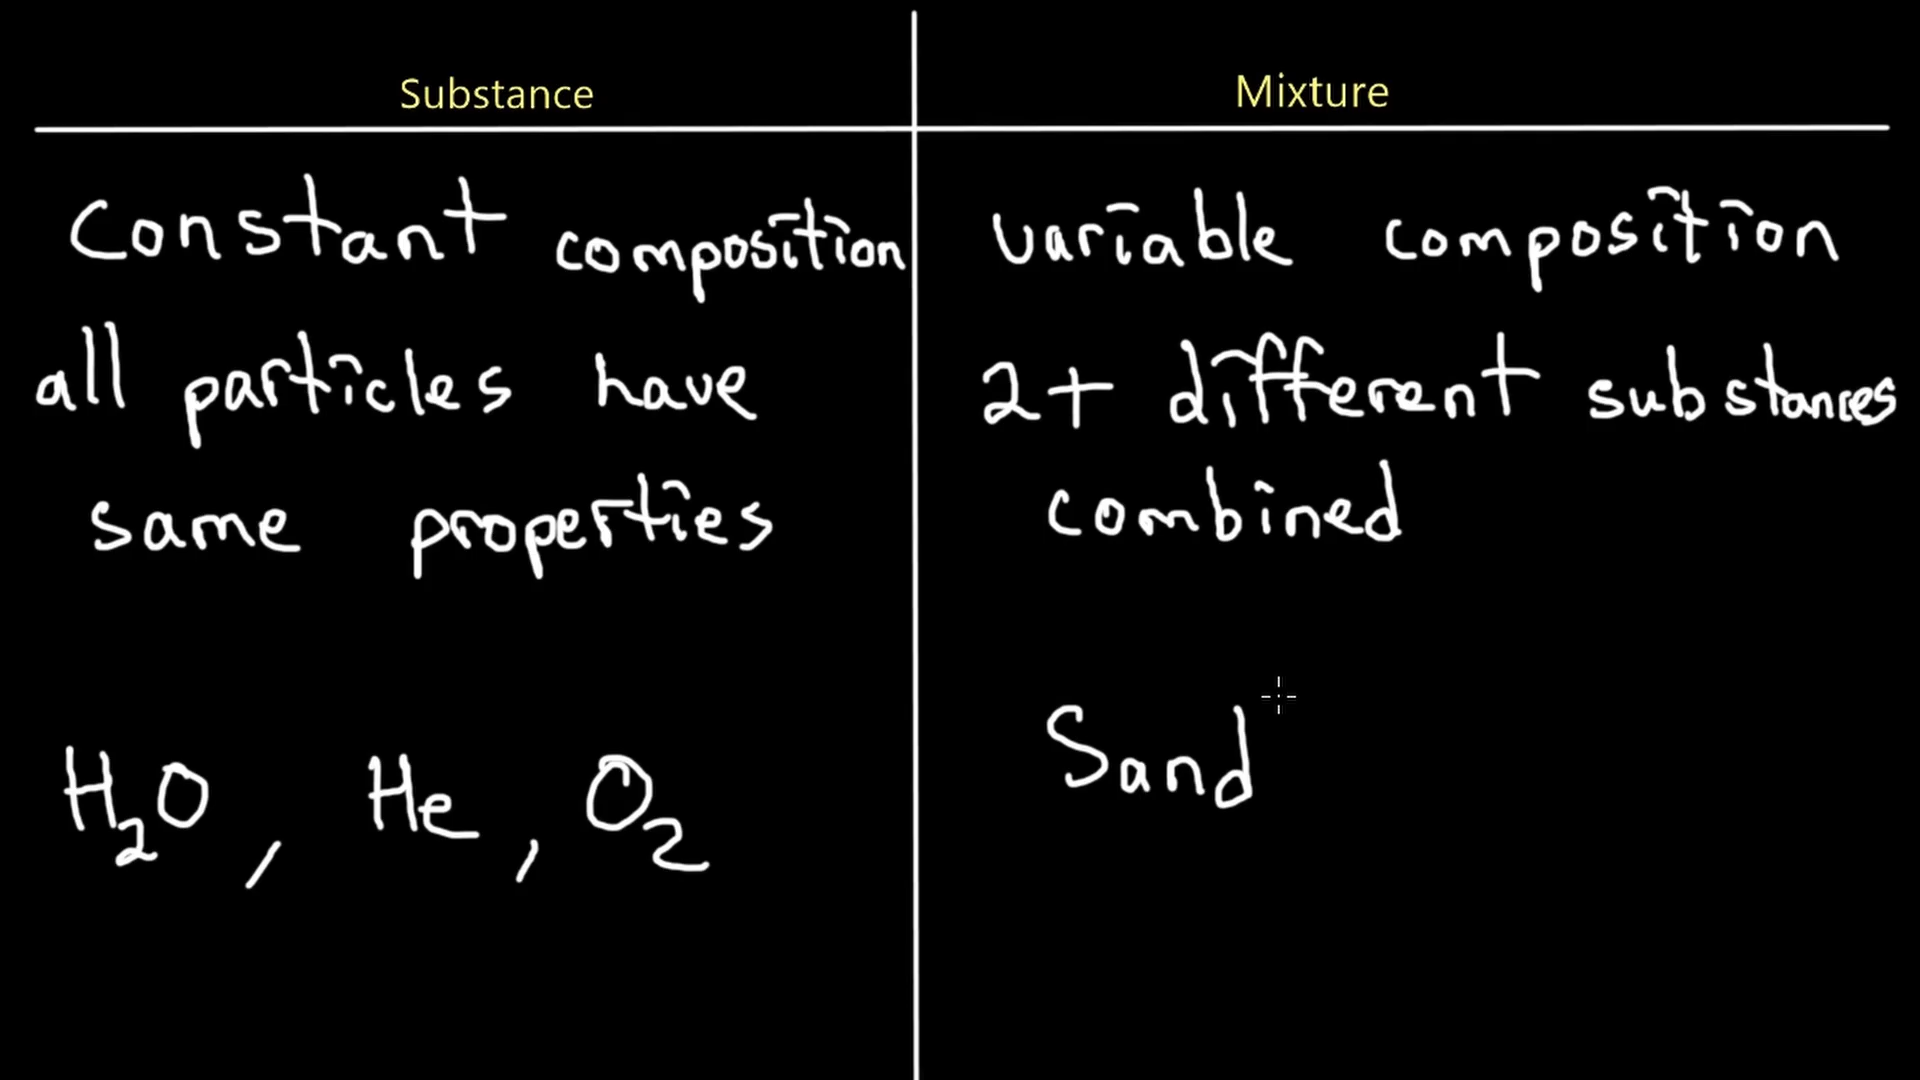 Substance
Constant composition
all particles have
same properties
H₂O, He, O₂
Mixture
variable composition
2+ different substances
combined
Sand